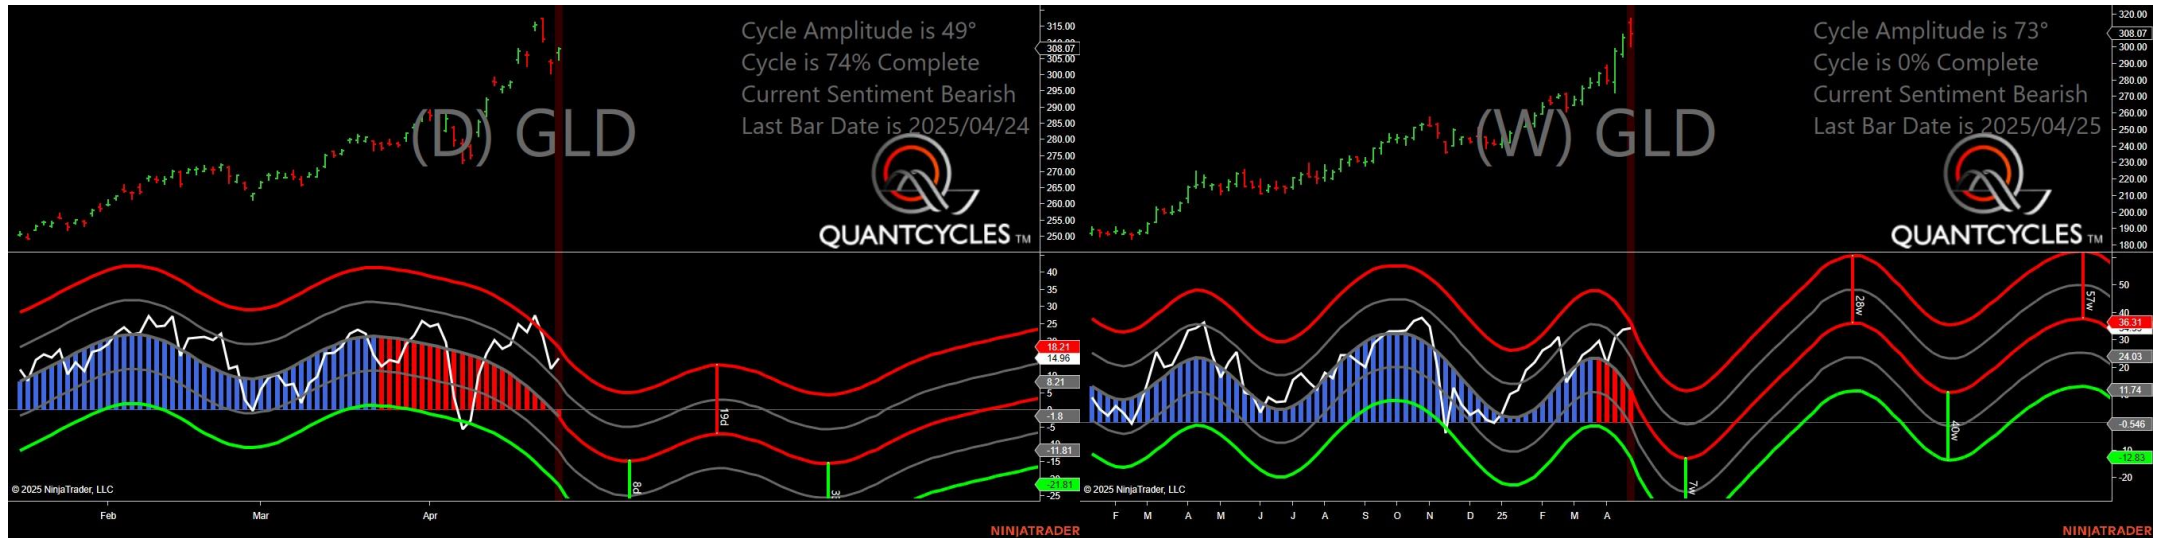 Cycle Amplitude is 49°
Cycle is 74% Complete
Current Sentiment Bearish
Last Bar Date is 2025/04/24
(D) GLD
QUANTCYCLES TM
315.00
308.07
305.00
300.00
295.00
290.00
285.00
280.00
275.00
270.00
265.00
260.00
255.00
250.00
40
35
30
25
18.21
14.96
8.21
5
-1.8
-5
-11.81
-15
-21.81
-25
19d
8d
© 2025 NinjaTrader, LLC
Feb Mar Apr
NINJATRADER
Cycle Amplitude is 73°
Cycle is 0% Complete
Current Sentiment Bearish
Last Bar Date is 2025/04/25
(W) GLD
QUANTCYCLES TM
320.00
308.07
300.00
290.00
280.00
270.00
260.00
250.00
240.00
230.00
220.00
210.00
200.00
190.00
180.00
50
40
36.31
30
24.03
20
11.74
-0.546
-12.83
-20
28w
57w
40w
7w
© 2025 NinjaTrader, LLC
F M A M J J A S O N D 25 F M A
NINJATRADER